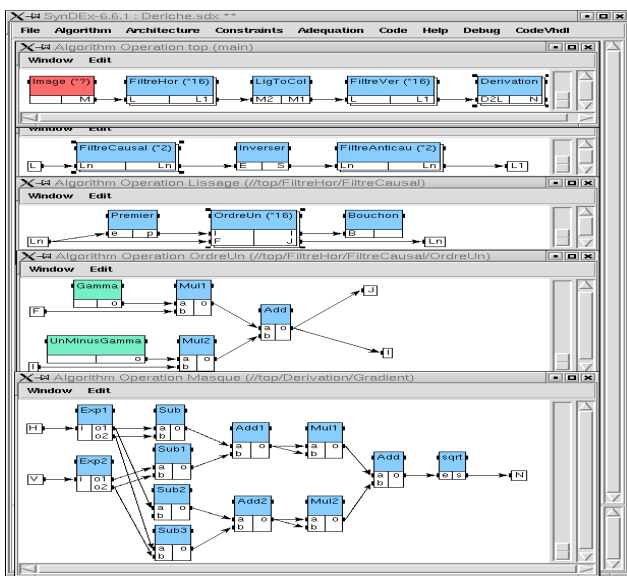 SynDEx-6.6.1 : Deriche.sdx **
File Algorithm Architecture Constraints Adequation Code Help Debug CodeVhdl
Algorithm Operation top (main)
Window Edit
Image (*?) FiltreHor (*16) LigToCol FiltreVer (*16) Derivation
M L L1 M2 M1 L L1 D2L N
Window Edit
FiltreCausal (*2) Inverser FiltreAnticau (*2)
L Ln Ln E S Ln Ln L1
Algorithm Operation Lissage (//top/FiltreHor/FiltreCausal)
Window Edit
Premier OrdreUn (*16) Bouchon
e p I I B
Ln F J Ln
Algorithm Operation OrdreUn (//top/FiltreHor/FiltreCausal/OrdreUn)
Window Edit
Gamma Mul1
J
o a o
F b Add
a o
b
UnMinusGamma Mul2
I
o a o
I b
Algorithm Operation Masque (//top/Derivation/Gradient)
Window Edit
Exp1 Sub
H i o1 a o Add1 Mul1
o2 b a o a o
Sub1 b b Add sqrt
Exp2 a o a o e s N
V i o1 b b
o2 Sub2
a o Add2 Mul2
b a o a o
Sub3 b b
a o
b